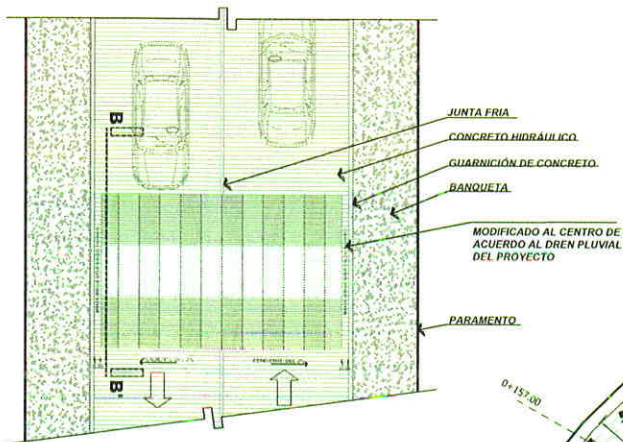 JUNTA FRIA
CONCRETO HIDRÁULICO
GUARNICIÓN DE CONCRETO
BANQUETA
MODIFICADO AL CENTRO DE
ACUERDO AL DREN PLUVIAL
DEL PROYECTO
PARAMENTO
B
B'
0+157.00